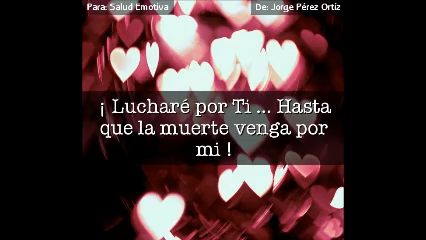 Para: Salud Emotiva
De: Jorge Pérez Ortiz
¡ Lucharé por Ti ... Hasta
que la muerte venga por
mi !